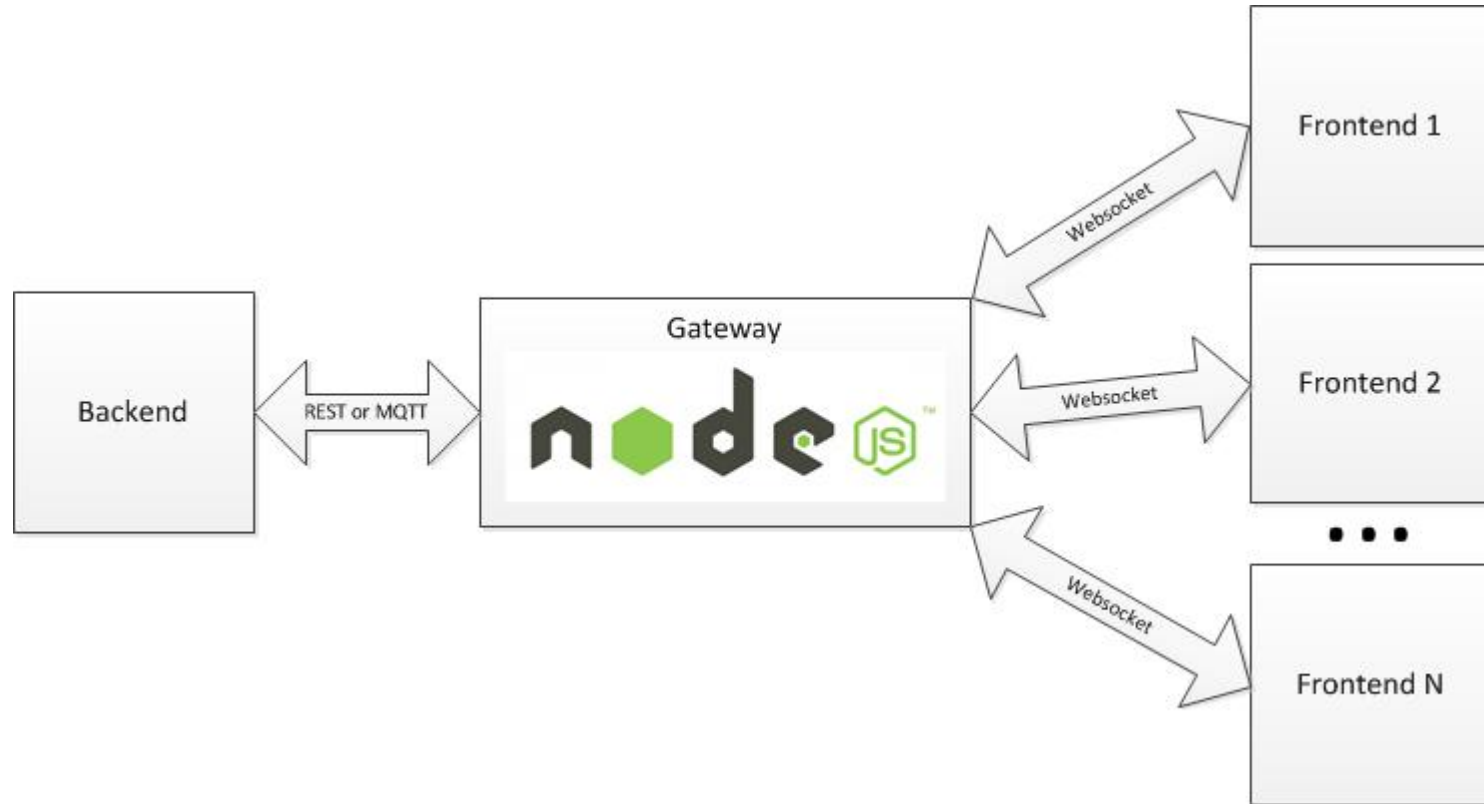 Frontend 1
Websocket
Gateway
node
JS
TM
Backend
REST or MQTT
Websocket
Frontend 2
...
Websocket
Frontend N